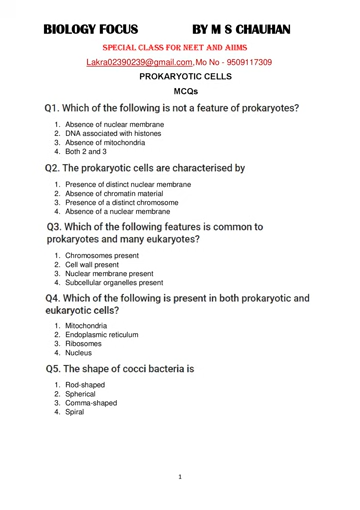 BIOLOGY FOCUS BY M S CHAUHAN
SPECIAL CLASS FOR NEET AND AIIMS
Lakra02390239@gmail.com,Mo No - 9509117309
PROKARYOTIC CELLS
MCQs
Q1. Which of the following is not a feature of prokaryotes?
1. Absence of nuclear membrane
2. DNA associated with histones
3. Absence of mitochondria
4. Both 2 and 3
Q2. The prokaryotic cells are characterised by
1. Presence of distinct nuclear membrane
2. Absence of chromatin material
3. Presence of a distinct chromosome
4. Absence of a nuclear membrane
Q3. Which of the following features is common to
prokaryotes and many eukaryotes?
1. Chromosomes present
2. Cell wall present
3. Nuclear membrane present
4. Subcellular organelles present
Q4. Which of the following is present in both prokaryotic and
eukaryotic cells?
1. Mitochondria
2. Endoplasmic reticulum
3. Ribosomes
4. Nucleus
Q5. The shape of cocci bacteria is
1. Rod-shaped
2. Spherical
3. Comma-shaped
4. Spiral
1